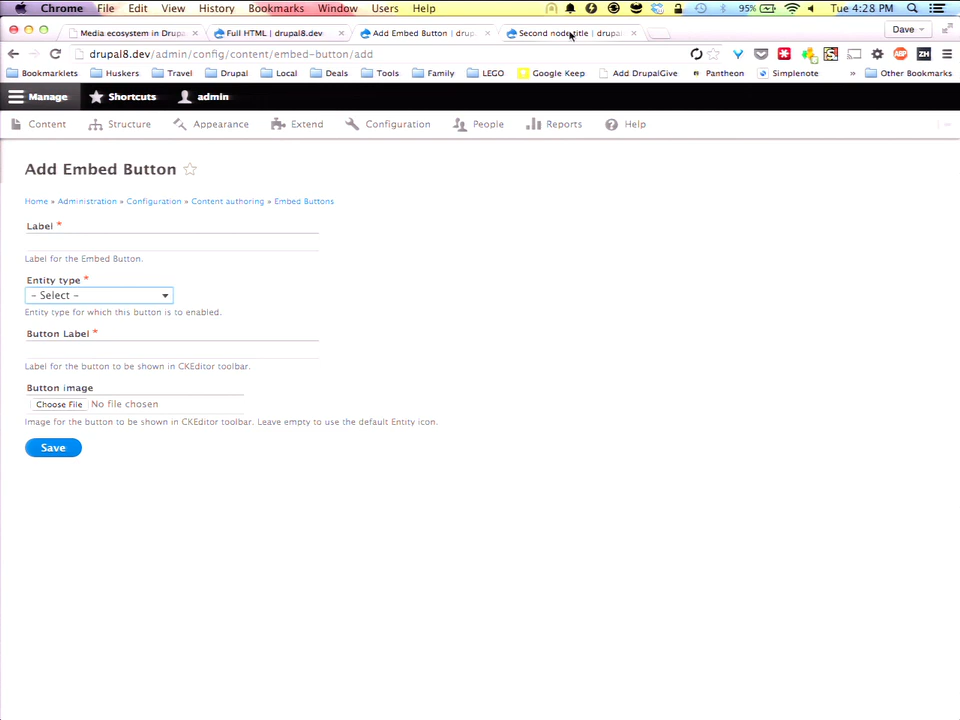 Chrome File Edit View History Bookmarks Window Users Help 95% Tue 4:28 PM
Media ecosystem in Drupa × Full HTML | drupal8.dev × Add Embed Button | drup × Second node title | drupal × Dave
drupal8.dev/admin/config/content/embed-button/add
Bookmarklets Huskers Travel Drupal Local Deals Tools Family LEGO Google Keep Add DrupalGive Pantheon Simplenote » Other Bookmarks
Manage Shortcuts admin
Content Structure Appearance Extend Configuration People Reports Help
Add Embed Button
Home » Administration » Configuration » Content authoring » Embed Buttons
Label *
Label for the Embed Button.
Entity type *
– Select –
Entity type for which this button is to enabled.
Button Label *
Label for the button to be shown in CKEditor toolbar.
Button image
Choose File No file chosen
Image for the button to be shown in CKEditor toolbar. Leave empty to use the default Entity icon.
Save